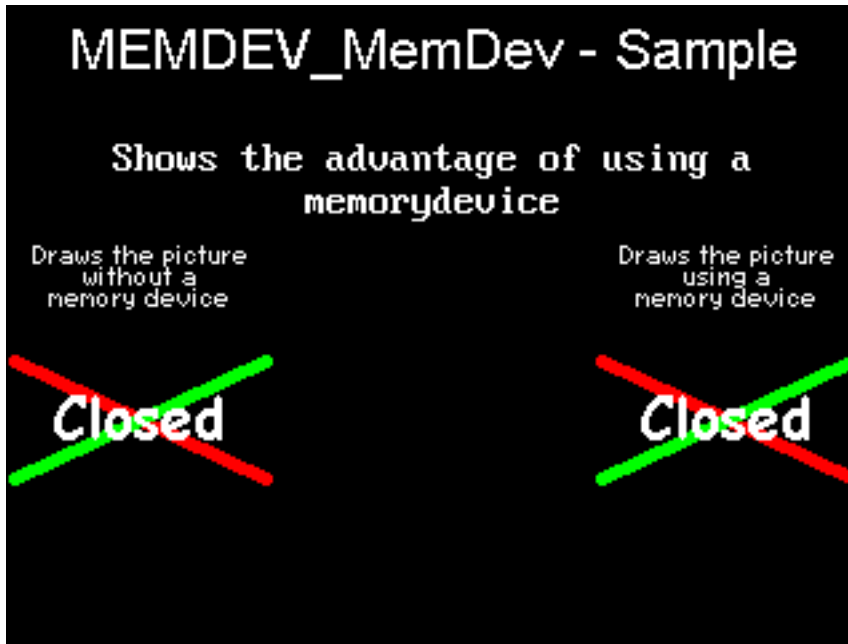 MEMDEV_MemDev - Sample
Shows the advantage of using a
memorydevice
Draws the picture
without a
memory device
Draws the picture
using a
memory device
Closed
Closed